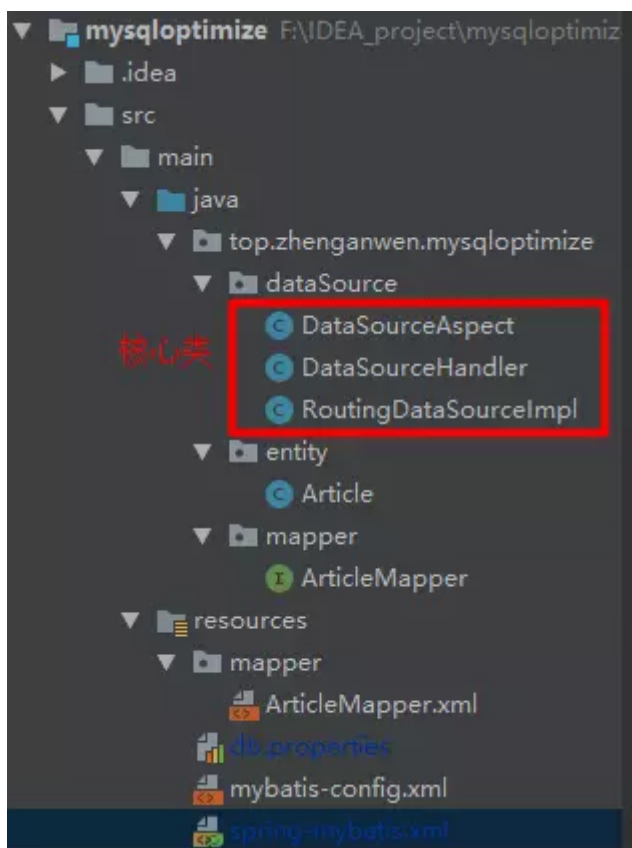 mysqloptimize F:\IDEA_project\mysqloptimiz
.idea
src
main
java
top.zhenganwen.mysqloptimize
dataSource
核心类
DataSourceAspect
DataSourceHandler
RoutingDataSourceImpl
entity
Article
mapper
ArticleMapper
resources
mapper
ArticleMapper.xml
db.properties
mybatis-config.xml
spring-mybatis.xml